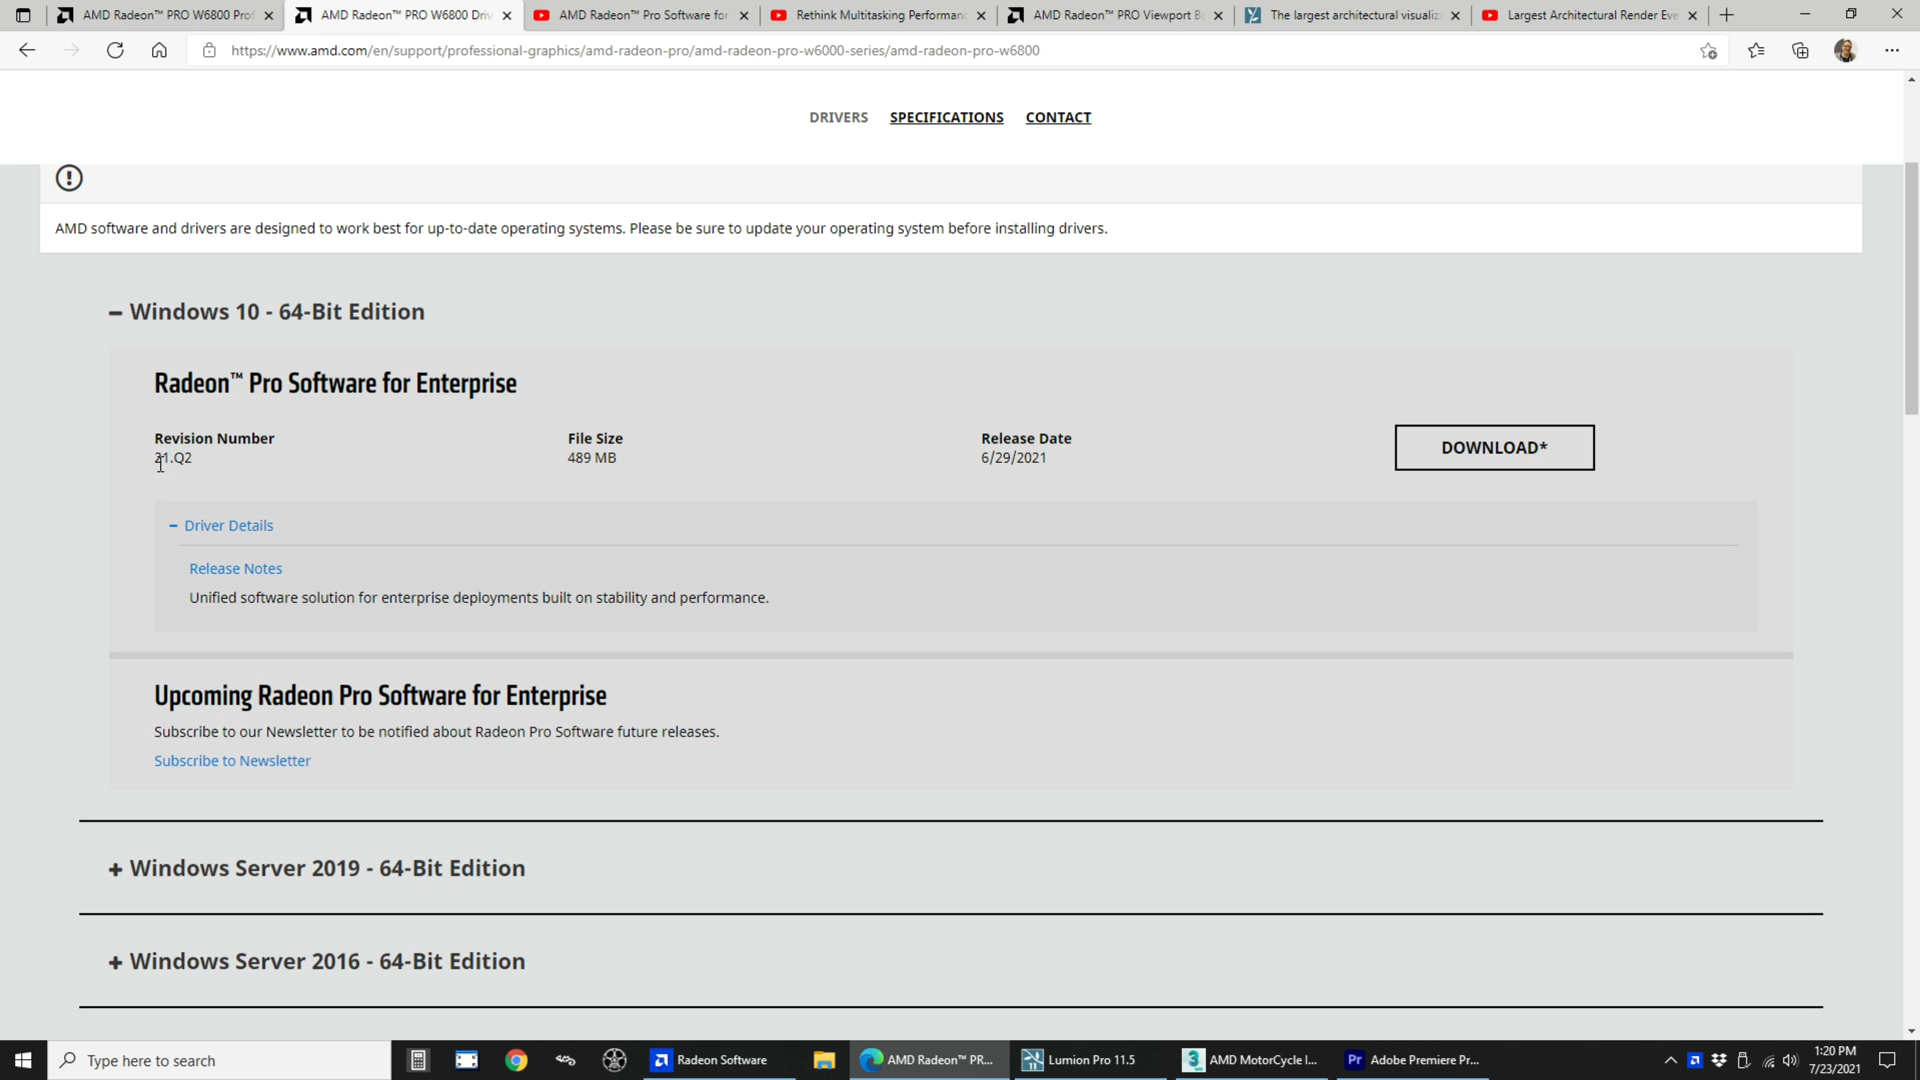 AMD Radeon™ PRO W6800 Prof
AMD Radeon™ PRO W6800 Driv
AMD Radeon™ Pro Software for
Rethink Multitasking Performanc
AMD Radeon™ PRO Viewport B
The largest architectural visualiz
Largest Architectural Render Eve
https://www.amd.com/en/support/professional-graphics/amd-radeon-pro/amd-radeon-pro-w6000-series/amd-radeon-pro-w6800
DRIVERS SPECIFICATIONS CONTACT
AMD software and drivers are designed to work best for up-to-date operating systems. Please be sure to update your operating system before installing drivers.
Windows 10 - 64-Bit Edition
Radeon™ Pro Software for Enterprise
Revision Number File Size Release Date
21.Q2 489 MB 6/29/2021
DOWNLOAD*
Driver Details
Release Notes
Unified software solution for enterprise deployments built on stability and performance.
Upcoming Radeon Pro Software for Enterprise
Subscribe to our Newsletter to be notified about Radeon Pro Software future releases.
Subscribe to Newsletter
Windows Server 2019 - 64-Bit Edition
Windows Server 2016 - 64-Bit Edition
Type here to search
Radeon Software
AMD Radeon™ PR...
Lumion Pro 11.5
AMD MotorCycle I...
Adobe Premiere Pr...
1:20 PM
7/23/2021